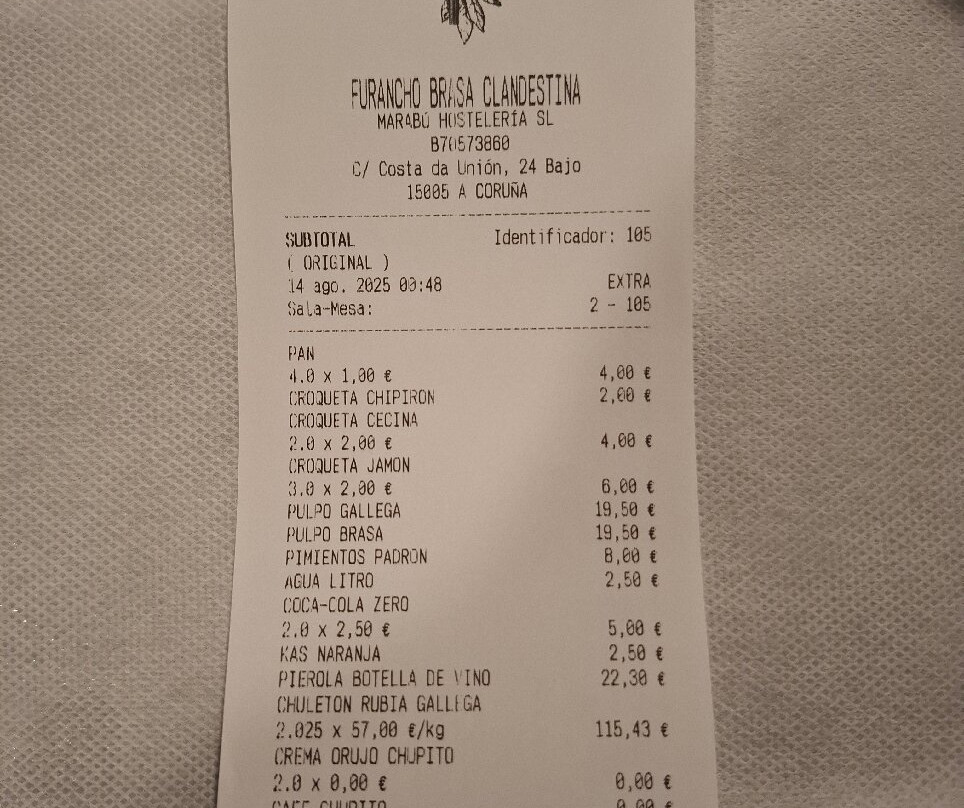 FURANCHO BRASA CLANDESTINA
MARABÚ HOSTELERÍA SL
B70573860
C/ Costa da Unión, 24 Bajo
15005 A CORUÑA
SUBTOTAL Identificador: 105
( ORIGINAL )
14 ago. 2025 00:48 EXTRA
Sala-Mesa: 2 - 105
PAN
4.0 x 1,00 € 4,00 €
CROQUETA CHIPIRON 2,00 €
CROQUETA CECINA
2.0 x 2,00 € 4,00 €
CROQUETA JAMON
3.0 x 2,00 € 6,00 €
PULPO GALLEGA 19,50 €
PULPO BRASA 19,50 €
PIMIENTOS PADRON 8,00 €
AGUA LITRO 2,50 €
COCA-COLA ZERO
2.0 x 2,50 € 5,00 €
KAS NARANJA 2,50 €
PIEROLA BOTELLA DE VINO 22,30 €
CHULETON RUBIA GALLEGA
2.025 x 57,00 €/kg 115,43 €
CREMA ORUJO CHUPITO
2.0 x 0,00 € 0,00 €
CAFE CHUPITO 0,00 €